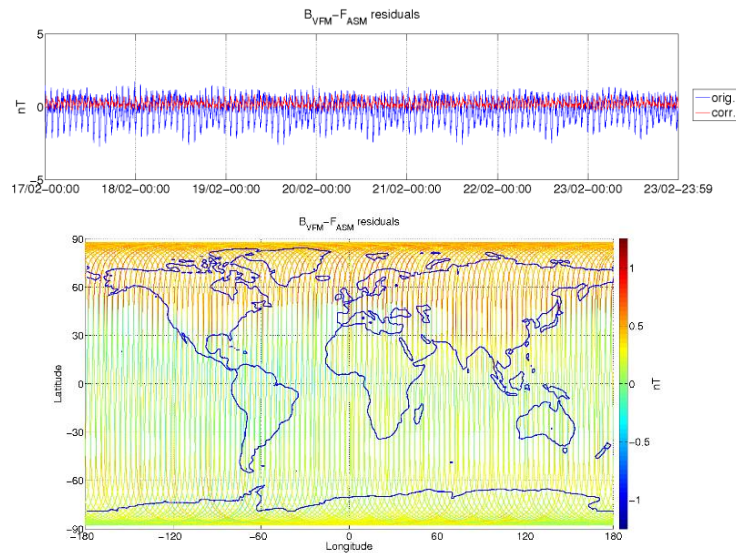 B_VFM-F_ASM residuals
5
0
-5
nT
17/02-00:00 18/02-00:00 19/02-00:00 20/02-00:00 21/02-00:00 22/02-00:00 23/02-00:00 23/02-23:59
orig.
corr.
B_VFM-F_ASM residuals
90
60
30
0
-30
-60
-90
Latitude
-180 -120 -60 0 60 120 180
Longitude
1
0.5
0
-0.5
-1
nT